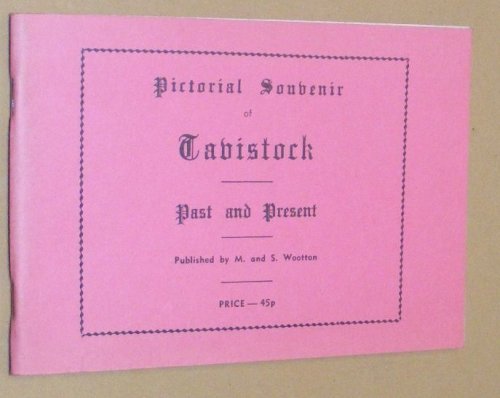 Pictorial Souvenir
of
Tavistock
Past and Present
Published by M. and S. Wootton
PRICE — 45p